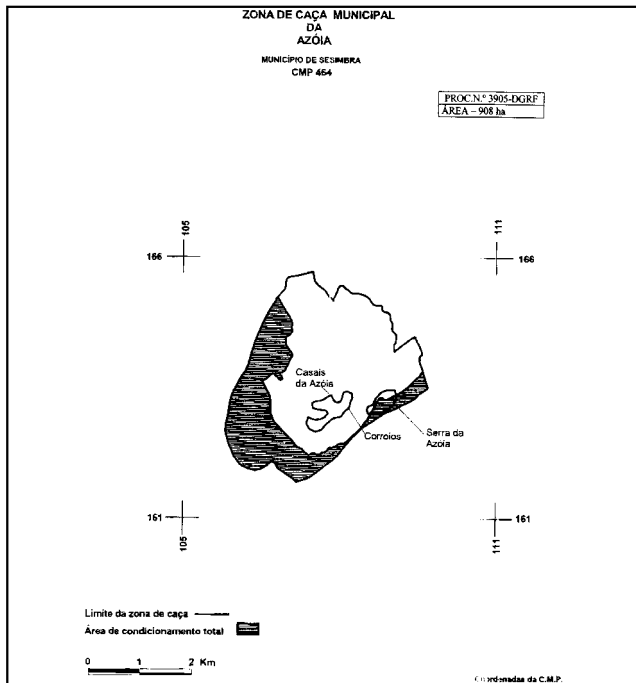 ZONA DE CAÇA MUNICIPAL
DA
AZÓIA
MUNICÍPIO DE SESIMBRA
CMP 464
PROC.N.º 3905-DGRF
ÁREA – 908 ha
105
111
166
166
Casais
da Azóia
Corroios
Serra da
Azóia
161
161
105
111
Limite da zona de caça
Área de condicionamento total
0 1 2 Km
Coordenadas da C.M.P.